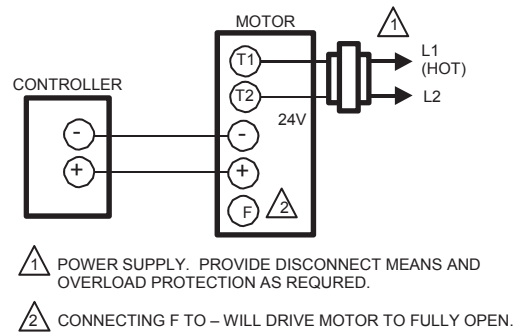 MOTOR
1
T1
L1
(HOT)
T2
L2
24V
CONTROLLER
-
-
+
+
F
2
1 POWER SUPPLY. PROVIDE DISCONNECT MEANS AND
OVERLOAD PROTECTION AS REQURED.
2 CONNECTING F TO – WILL DRIVE MOTOR TO FULLY OPEN.